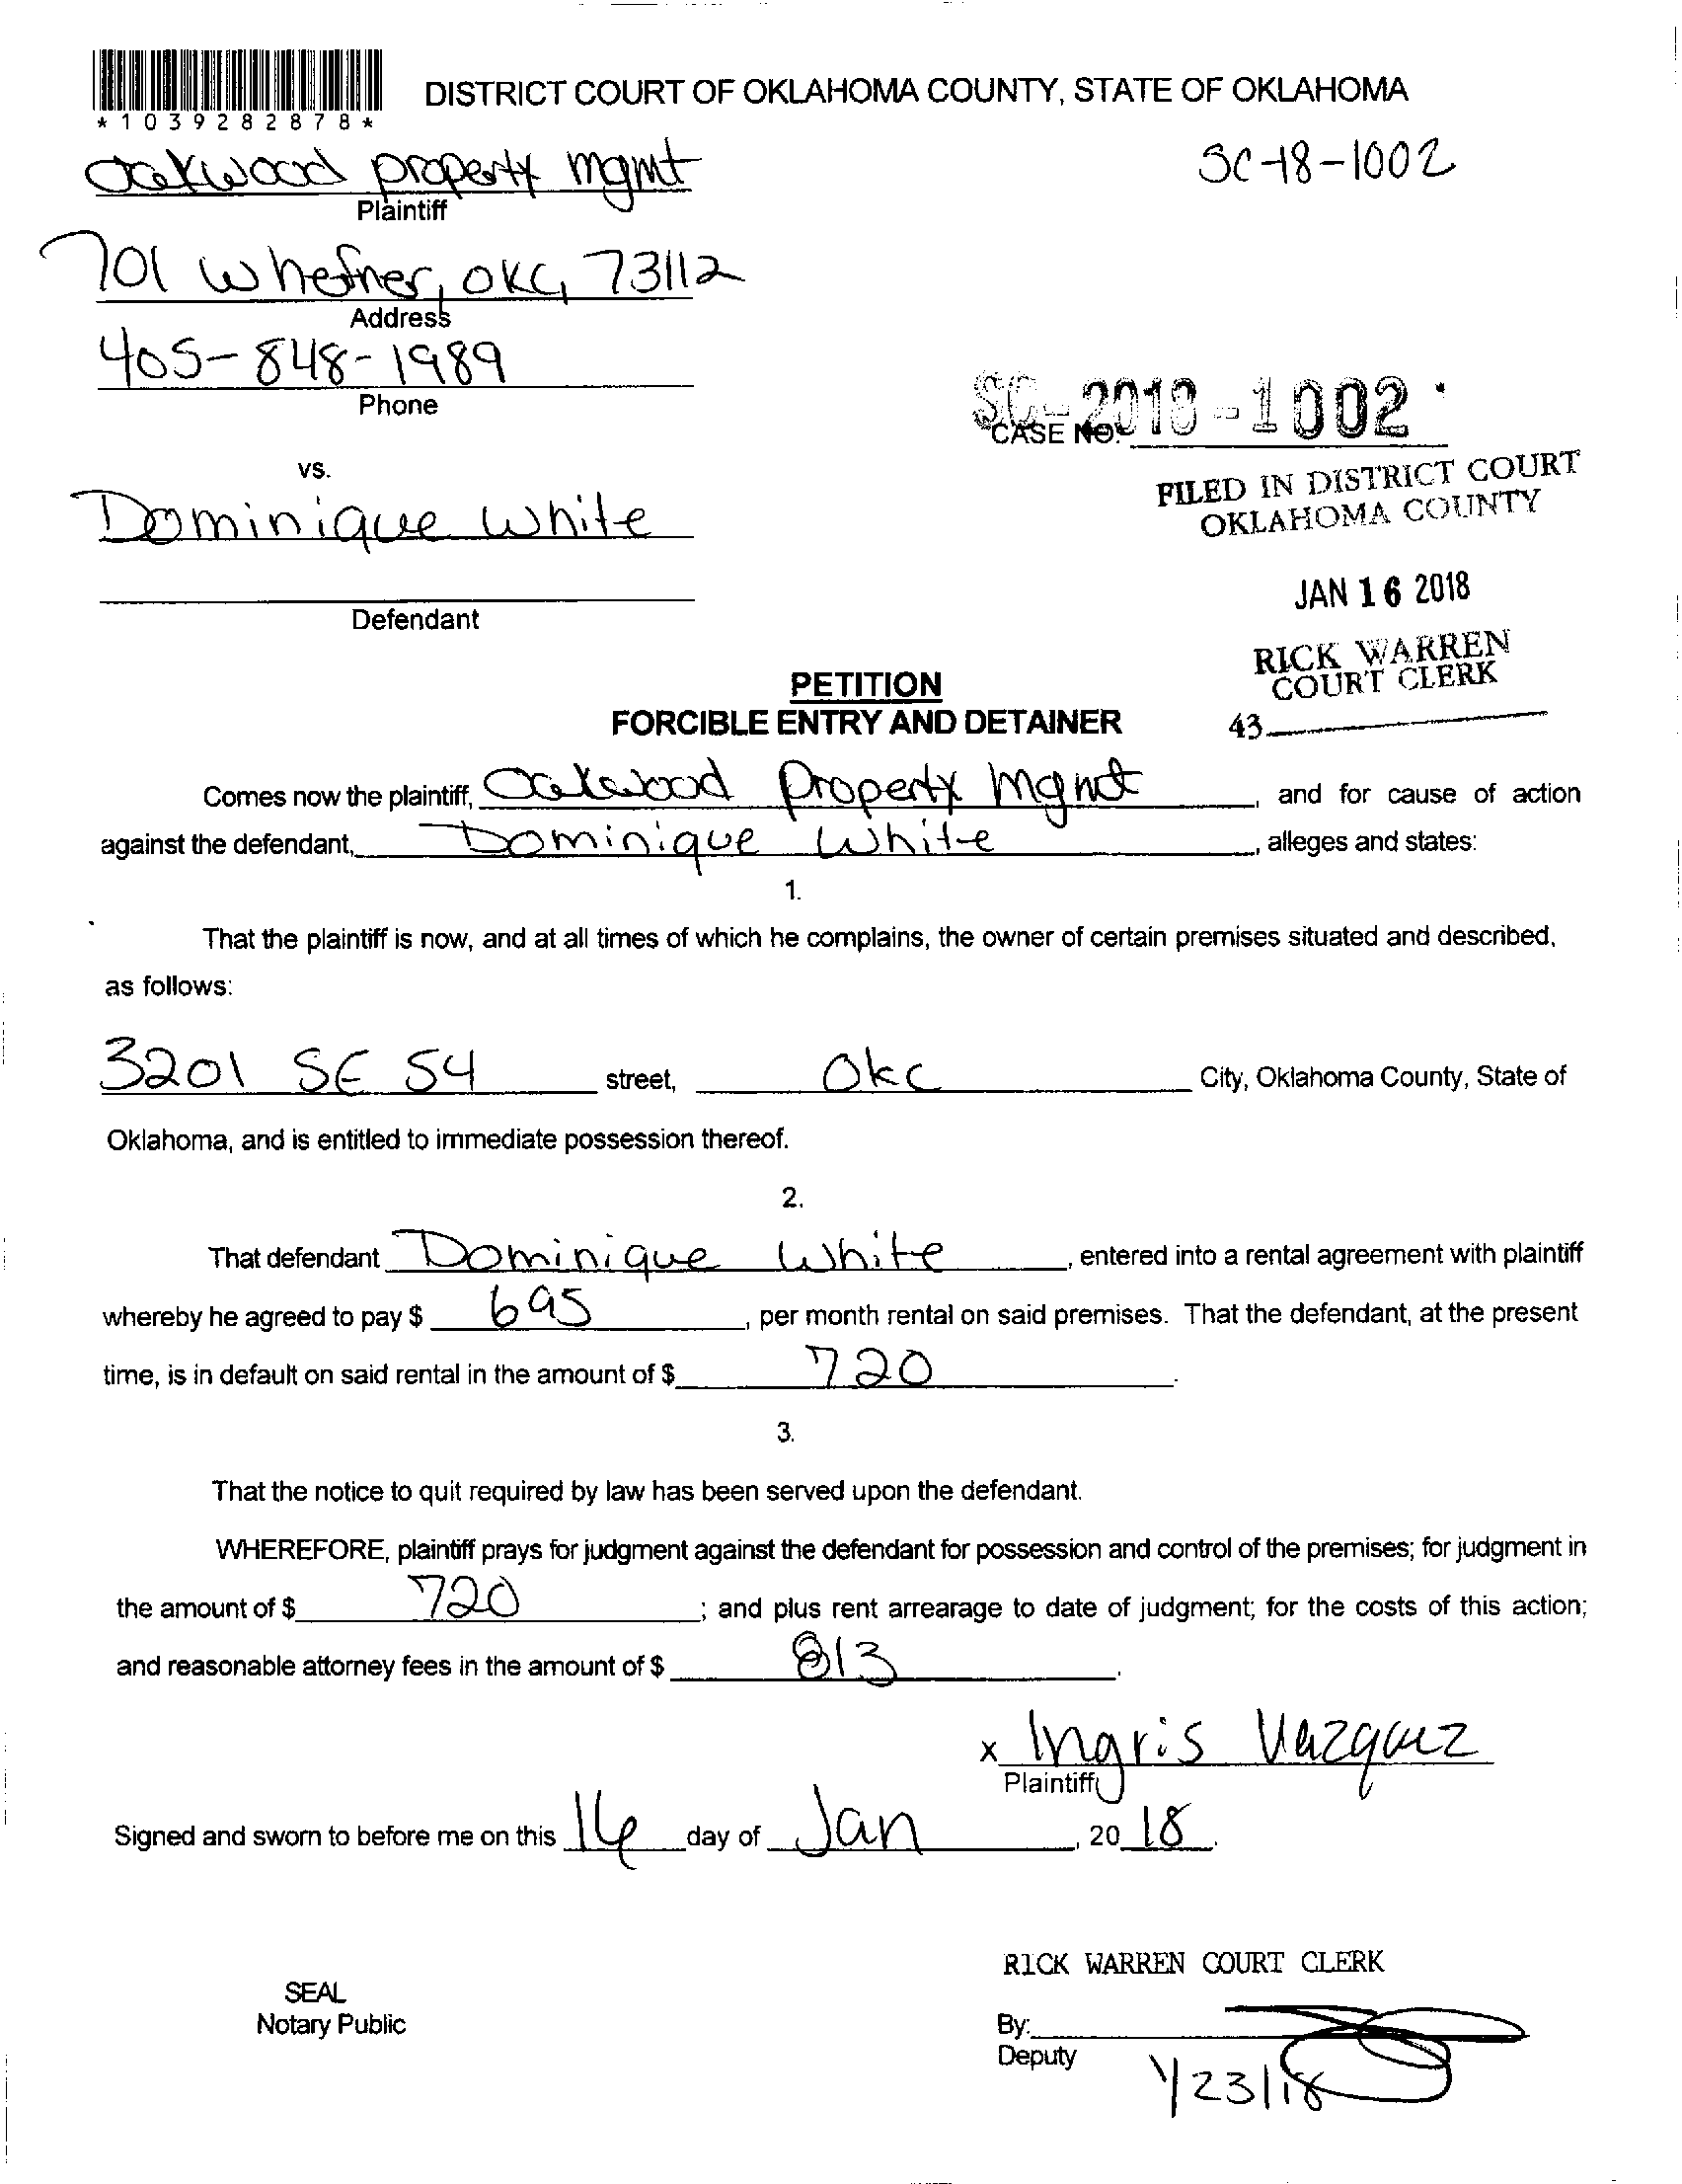 DISTRICT COURT OF OKLAHOMA COUNTY, STATE OF OKLAHOMA
*1039282878*
Oakwood property mgmt
SC-18-1002
Plaintiff
701 W hefner, OKC, 73112
Address
405-848-1989
Phone
SC-2018-1002
CASE NO.
vs.
FILED IN DISTRICT COURT
OKLAHOMA COUNTY
Dominique White
JAN 16 2018
Defendant
RICK WARREN
COURT CLERK
PETITION
FORCIBLE ENTRY AND DETAINER
43
Comes now the plaintiff, Oakwood Property Mgmt, and for cause of action
against the defendant, Dominique White, alleges and states:
1.
That the plaintiff is now, and at all times of which he complains, the owner of certain premises situated and described,
as follows:
3201 SE 54 street, OKC City, Oklahoma County, State of
Oklahoma, and is entitled to immediate possession thereof.
2.
That defendant Dominique White, entered into a rental agreement with plaintiff
whereby he agreed to pay $ 695, per month rental on said premises. That the defendant, at the present
time, is in default on said rental in the amount of $ 720.
3.
That the notice to quit required by law has been served upon the defendant.
WHEREFORE, plaintiff prays for judgment against the defendant for possession and control of the premises; for judgment in
the amount of $ 720; and plus rent arrearage to date of judgment; for the costs of this action;
and reasonable attorney fees in the amount of $ 813.
x Ingris Vazquez
Plaintiff
Signed and sworn to before me on this 16 day of Jan, 20 18.
RICK WARREN COURT CLERK
SEAL
Notary Public
By:
Deputy
1/23/18